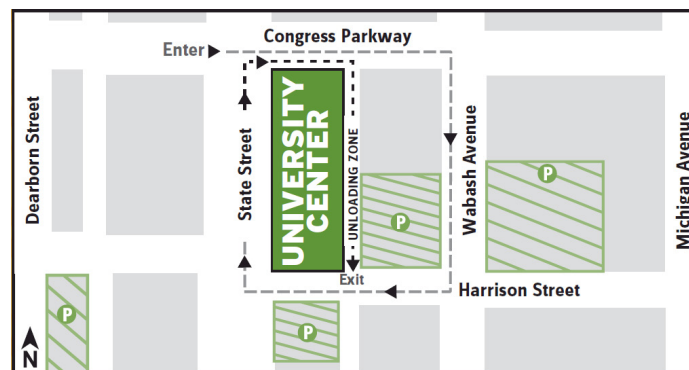 Congress Parkway
Enter
Dearborn Street
State Street
UNIVERSITY
CENTER
UNLOADING ZONE
Wabash Avenue
Michigan Avenue
P
P
Exit
Harrison Street
P
P
N